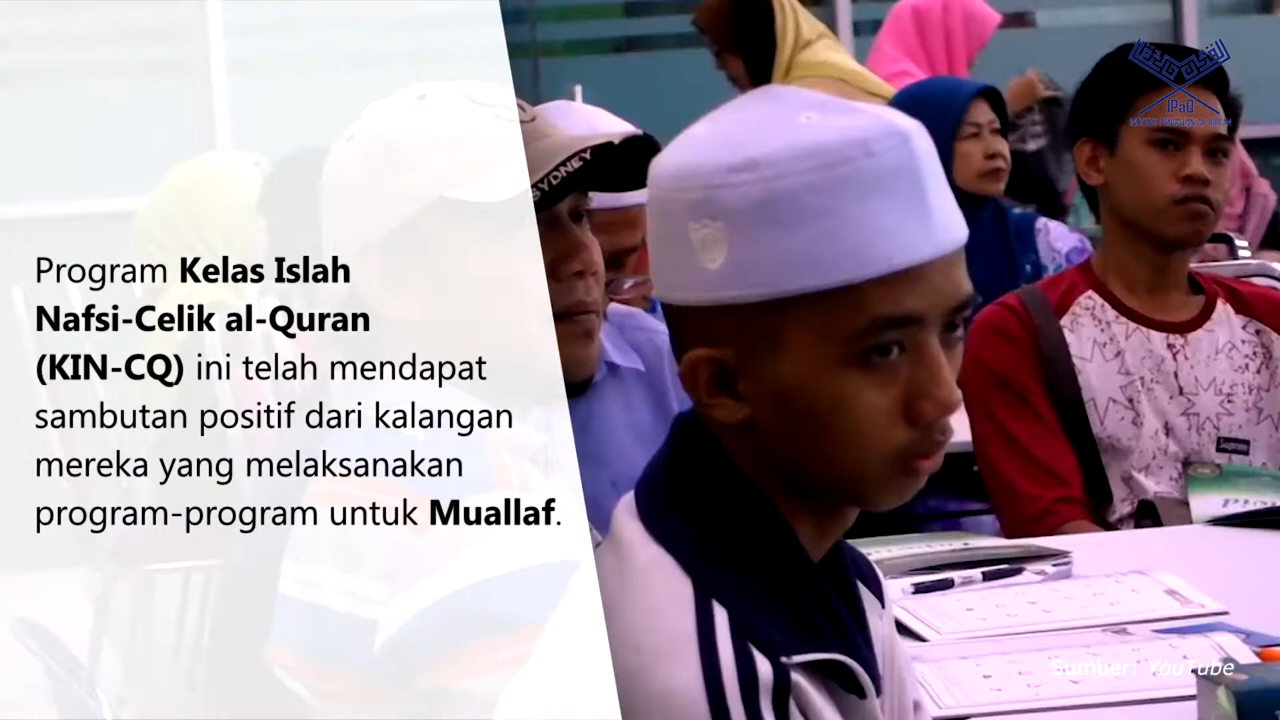 Program Kelas Islah
Nafsi-Celik al-Quran
(KIN-CQ) ini telah mendapat
sambutan positif dari kalangan
mereka yang melaksanakan
program-program untuk Muallaf.
SYDNEY
IPaQ
Supreme
Sumber: YouTube